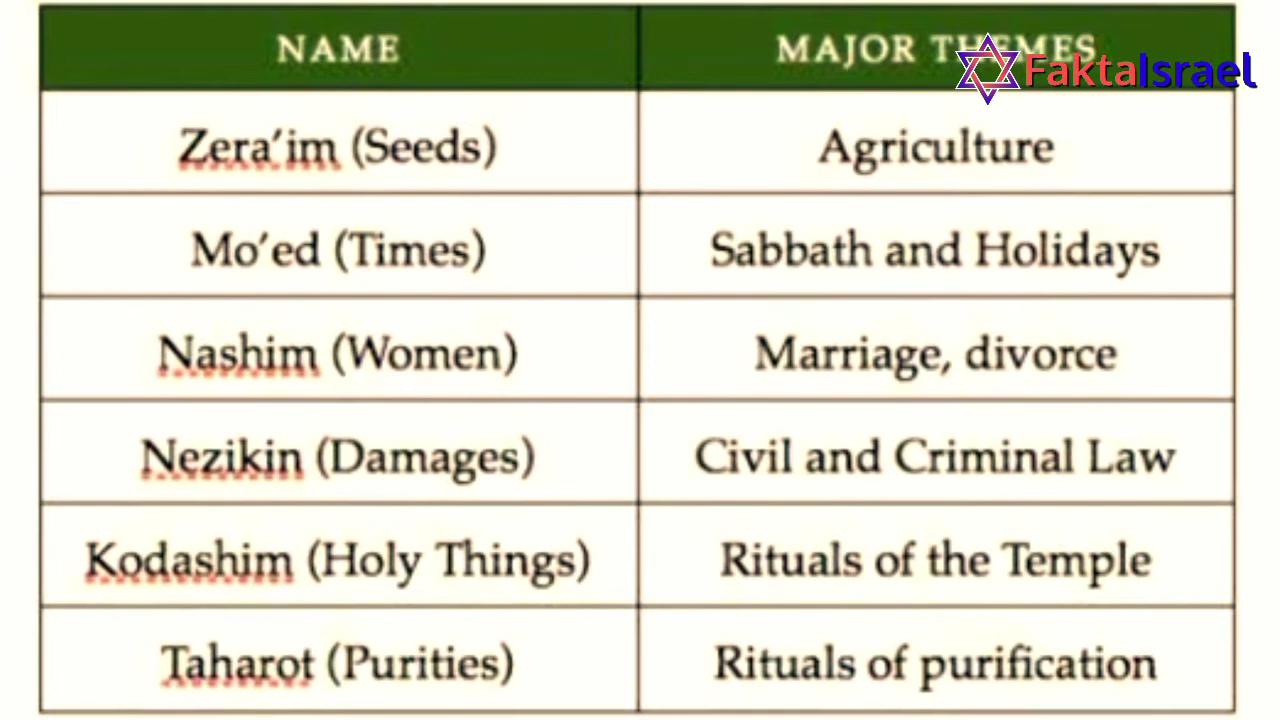 NAME MAJOR THEMES
FaktaIsrael
Zera’im (Seeds) Agriculture
Mo’ed (Times) Sabbath and Holidays
Nashim (Women) Marriage, divorce
Nezikin (Damages) Civil and Criminal Law
Kodashim (Holy Things) Rituals of the Temple
Taharot (Purities) Rituals of purification